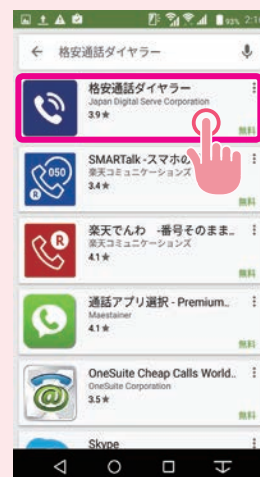 93% 2:16
格安通話ダイヤラー
格安通話ダイヤラー
Japan Digital Serve Corporation
3.9★
無料
SMARTalk -スマホの
楽天コミュニケーションズ
050
3.4★
無料
楽天でんわ -番号そのまま..
楽天コミュニケーションズ
4.1★
無料
通話アプリ選択 - Premium..
Maestainer
4.1★
無料
OneSuite Cheap Calls World..
OneSuite Corporation
3.5★
無料
Skype